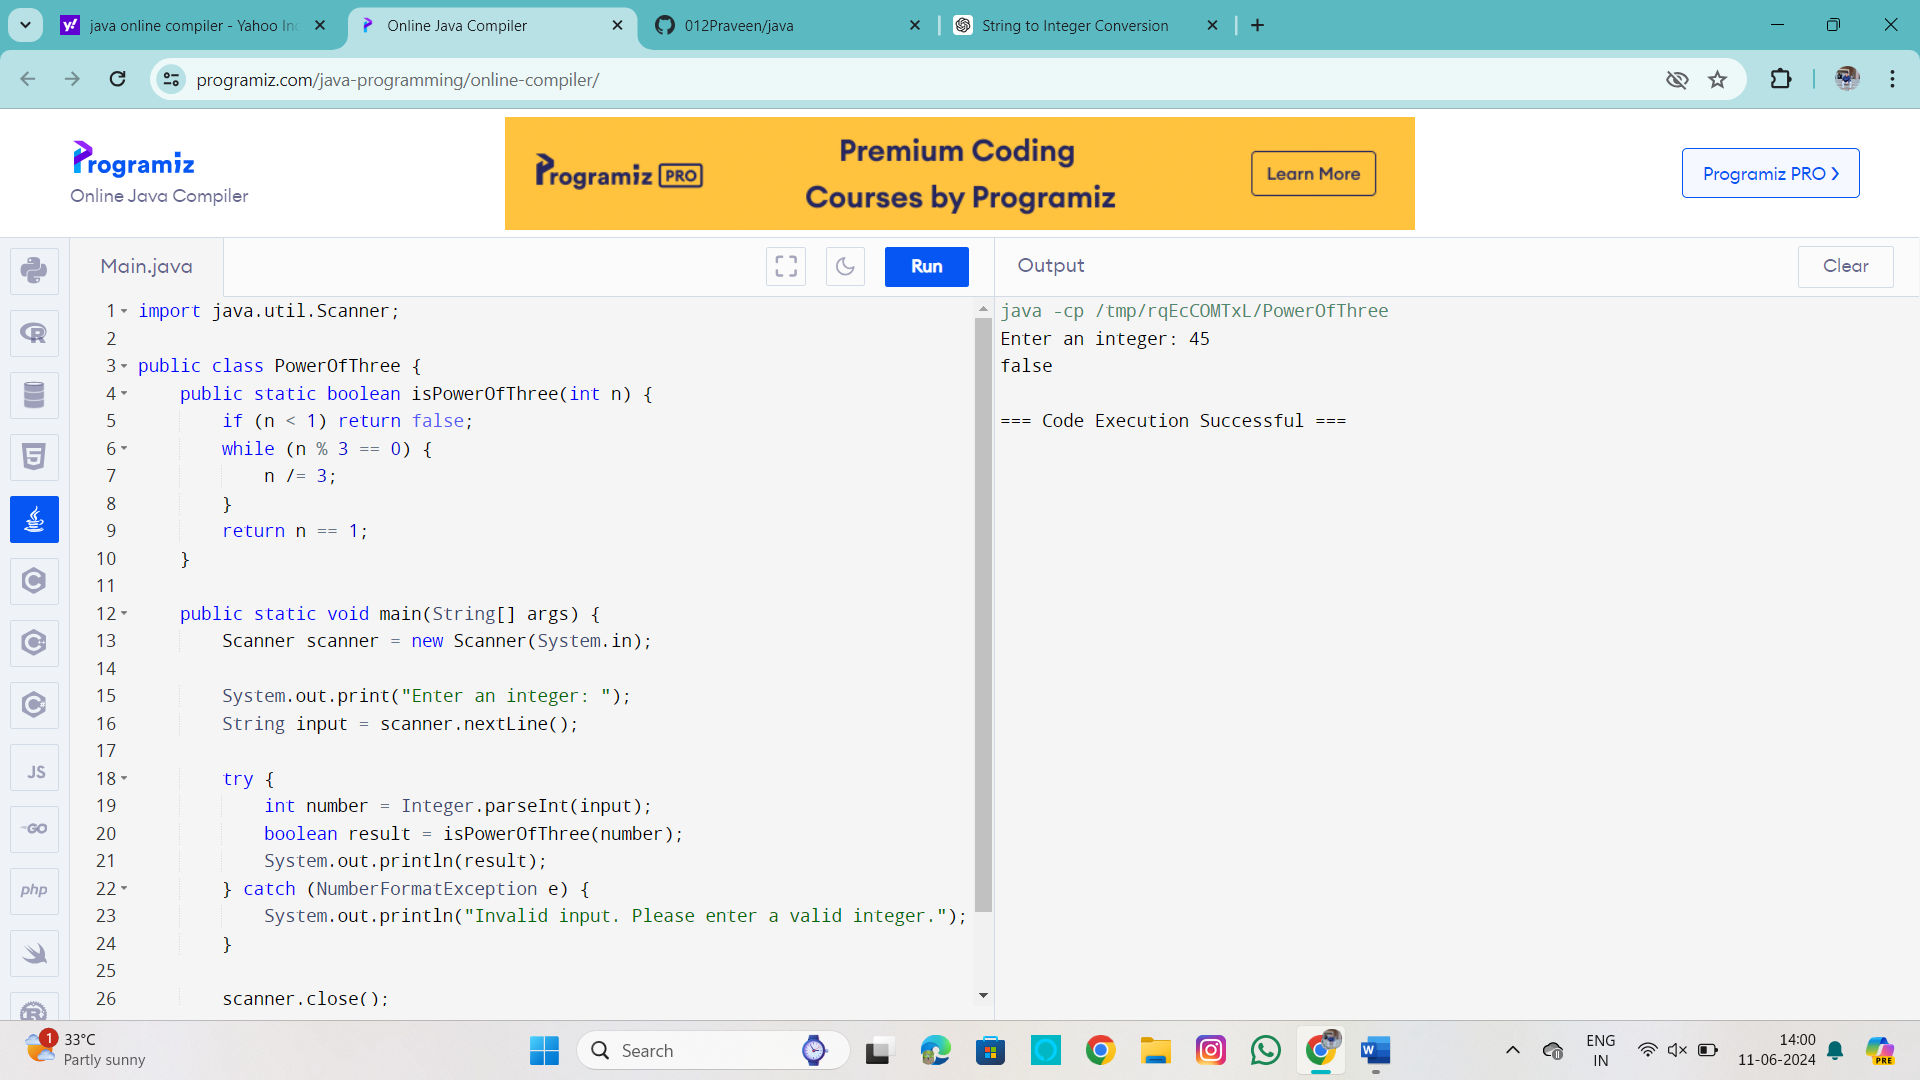 java online compiler - Yahoo In
Online Java Compiler
012Praveen/java
String to Integer Conversion
programiz.com/java-programming/online-compiler/
Programiz
Online Java Compiler
Programiz PRO
Premium Coding
Courses by Programiz
Learn More
Programiz PRO ›
Main.java
Run
Output
Clear
1 import java.util.Scanner;
2
3 public class PowerOfThree {
4 public static boolean isPowerOfThree(int n) {
5 if (n < 1) return false;
6 while (n % 3 == 0) {
7 n /= 3;
8 }
9 return n == 1;
10 }
11
12 public static void main(String[] args) {
13 Scanner scanner = new Scanner(System.in);
14
15 System.out.print("Enter an integer: ");
16 String input = scanner.nextLine();
17
18 try {
19 int number = Integer.parseInt(input);
20 boolean result = isPowerOfThree(number);
21 System.out.println(result);
22 } catch (NumberFormatException e) {
23 System.out.println("Invalid input. Please enter a valid integer.");
24 }
25
26 scanner.close();
java -cp /tmp/rqEcCOMTxL/PowerOfThree
Enter an integer: 45
false
=== Code Execution Successful ===
JS
GO
php
1
33°C
Partly sunny
Search
W
ENG
IN
14:00
11-06-2024
PRE